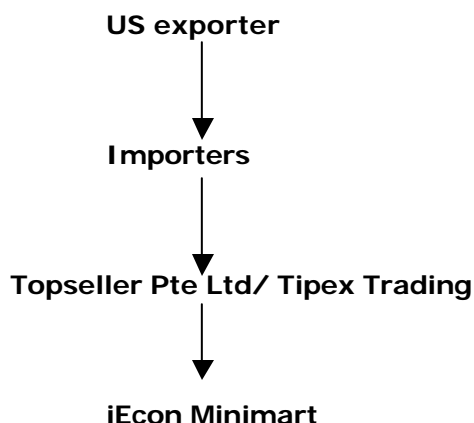 US exporter
Importers
Topseller Pte Ltd/ Tipex Trading
iEcon Minimart